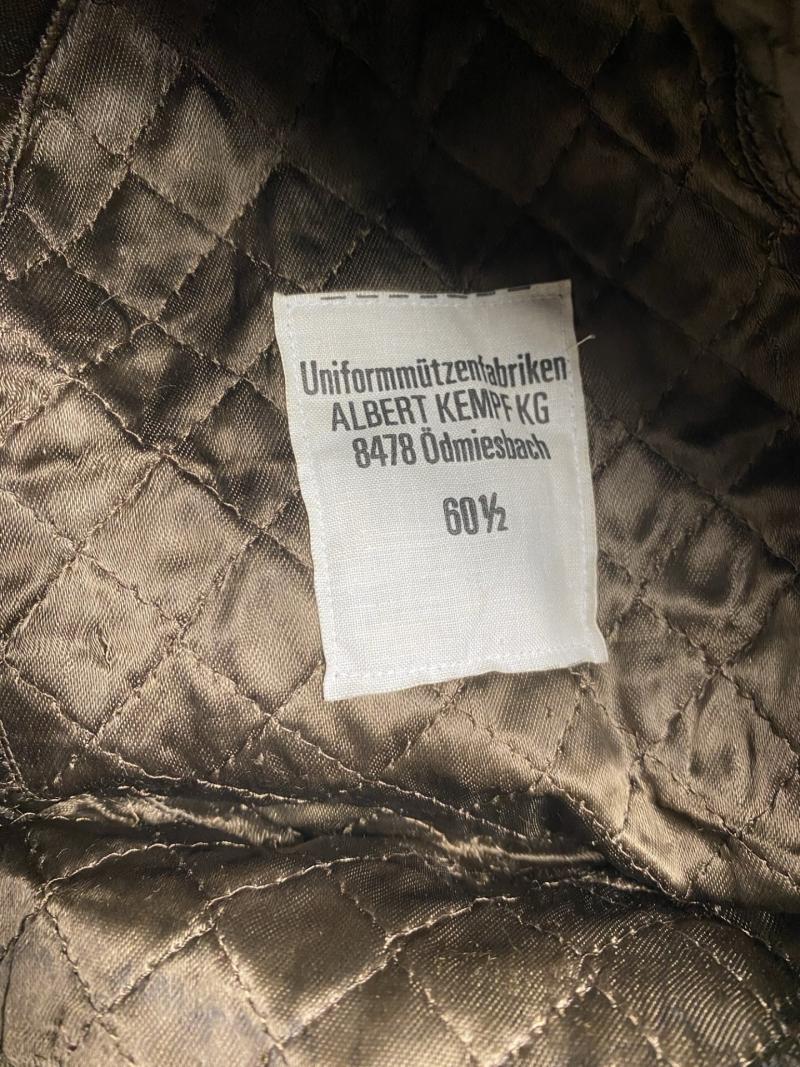 Uniformmützenfabriken
ALBERT KEMPF KG
8478 Ödmiesbach
60½